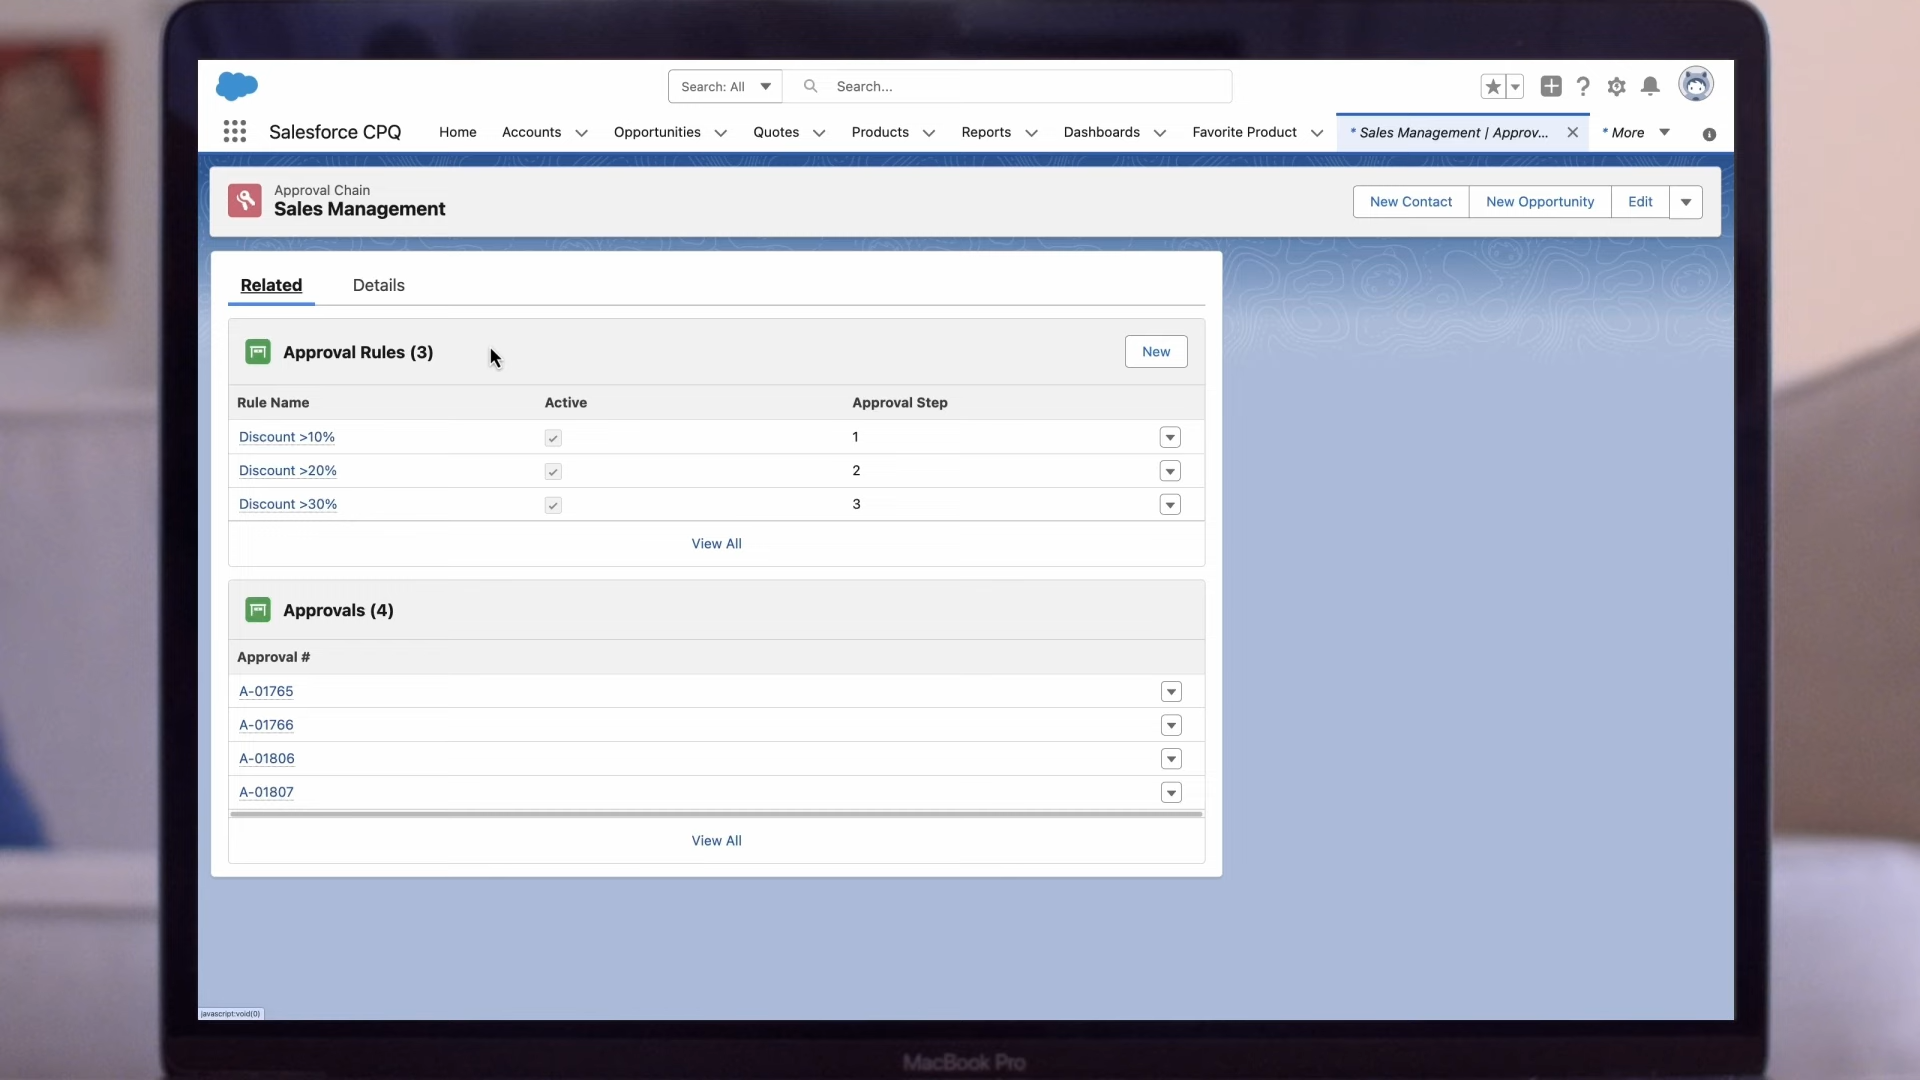 Search: All
Search...
Salesforce CPQ
Home
Accounts
Opportunities
Quotes
Products
Reports
Dashboards
Favorite Product
* Sales Management | Approv...
* More
Approval Chain
Sales Management
New Contact
New Opportunity
Edit
Related
Details
Approval Rules (3)
New
Rule Name Active Approval Step
Discount >10% 1
Discount >20% 2
Discount >30% 3
View All
Approvals (4)
Approval #
A-01765
A-01766
A-01806
A-01807
View All
javascript:void(0)
MacBook Pro